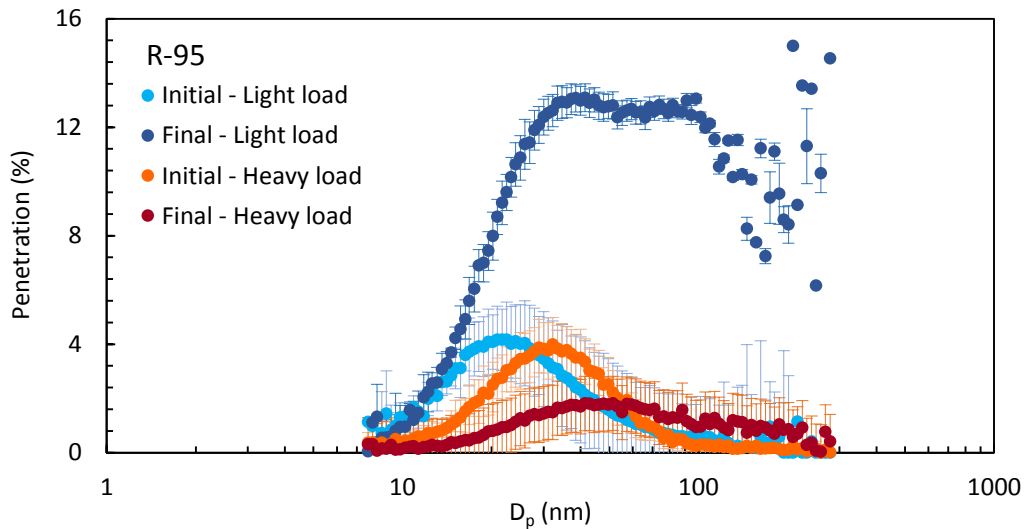 16
12
8
4
0
Penetration (%)
R-95
Initial - Light load
Final - Light load
Initial - Heavy load
Final - Heavy load
1
10
100
1000
Dp (nm)